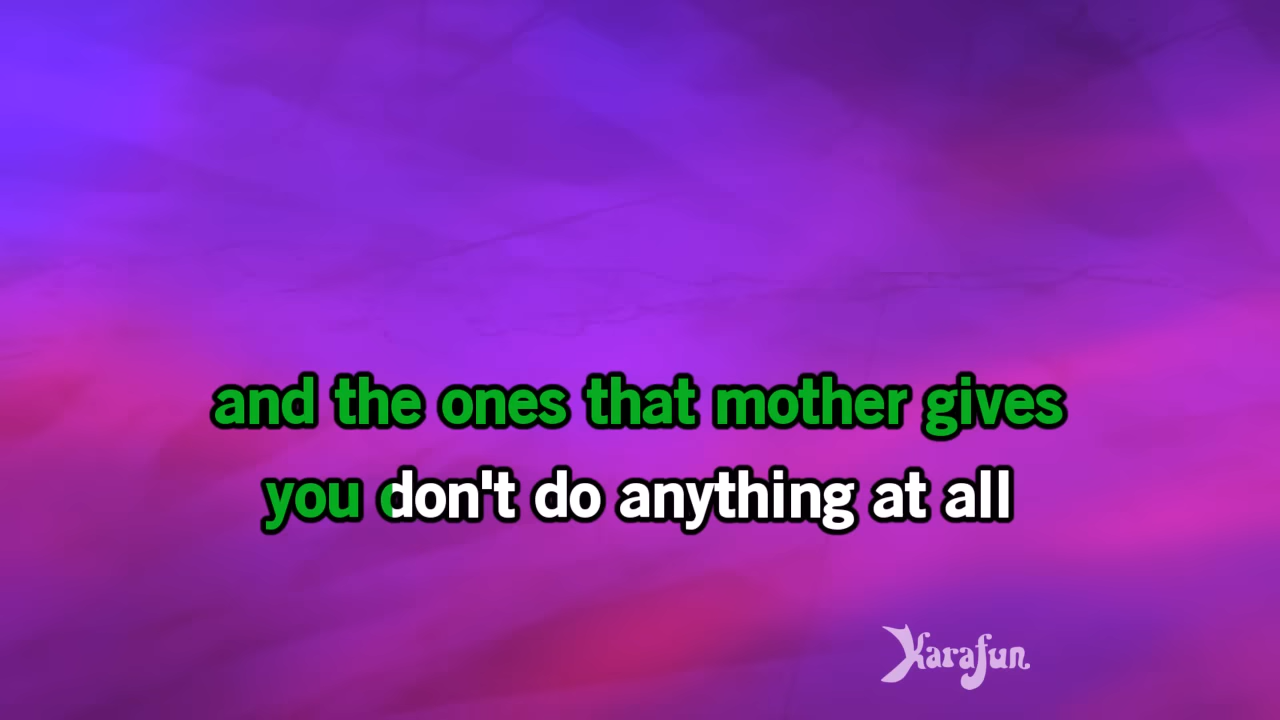 and the ones that mother gives
you don't do anything at all
Karafun